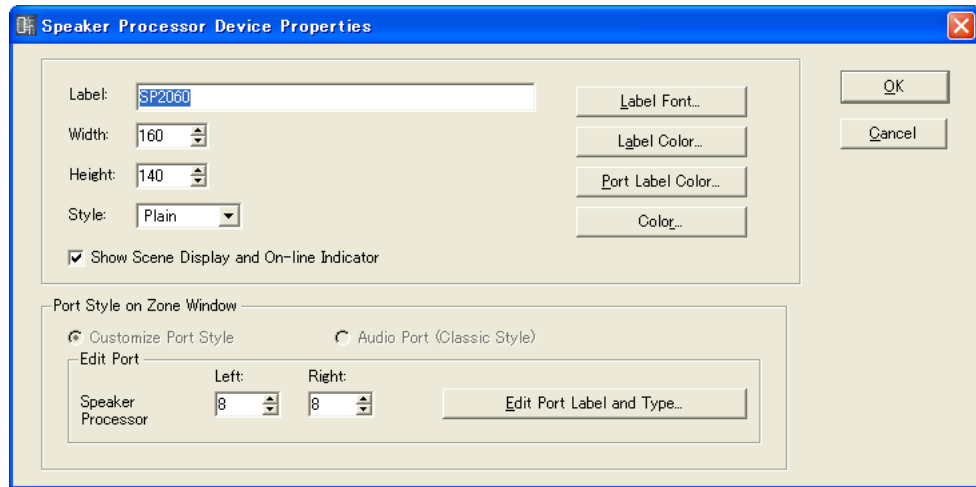 Speaker Processor Device Properties
Label: SP2060
Label Font...
OK
Width: 160
Label Color...
Cancel
Height: 140
Port Label Color...
Style: Plain
Color...
Show Scene Display and On-line Indicator
Port Style on Zone Window
Customize Port Style
Audio Port (Classic Style)
Edit Port
Left:
Right:
Speaker
Processor
8
8
Edit Port Label and Type...